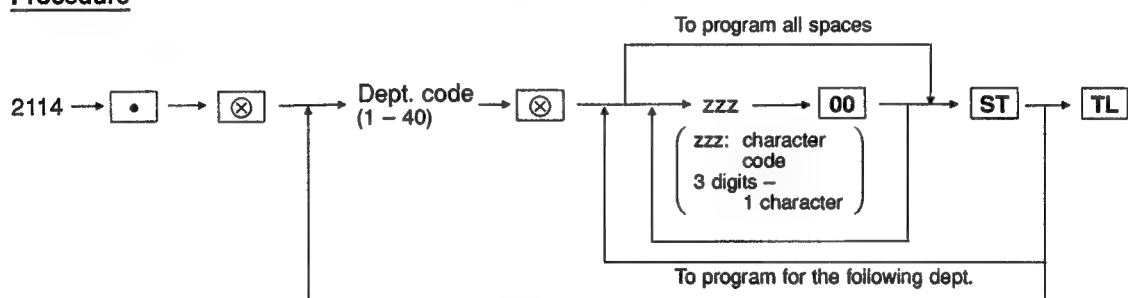 To program all spaces
2114 • ⊗ Dept. code ⊗ zzz 00 ST TL
(1 – 40)
zzz: character
code
3 digits –
1 character
To program for the following dept.